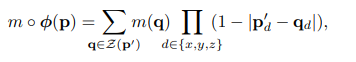 m ∘ ϕ(p) = ∑_{q∈𝒵(p′)} m(q) ∏_{d∈{x,y,z}} (1 − |p′_d − q_d|),